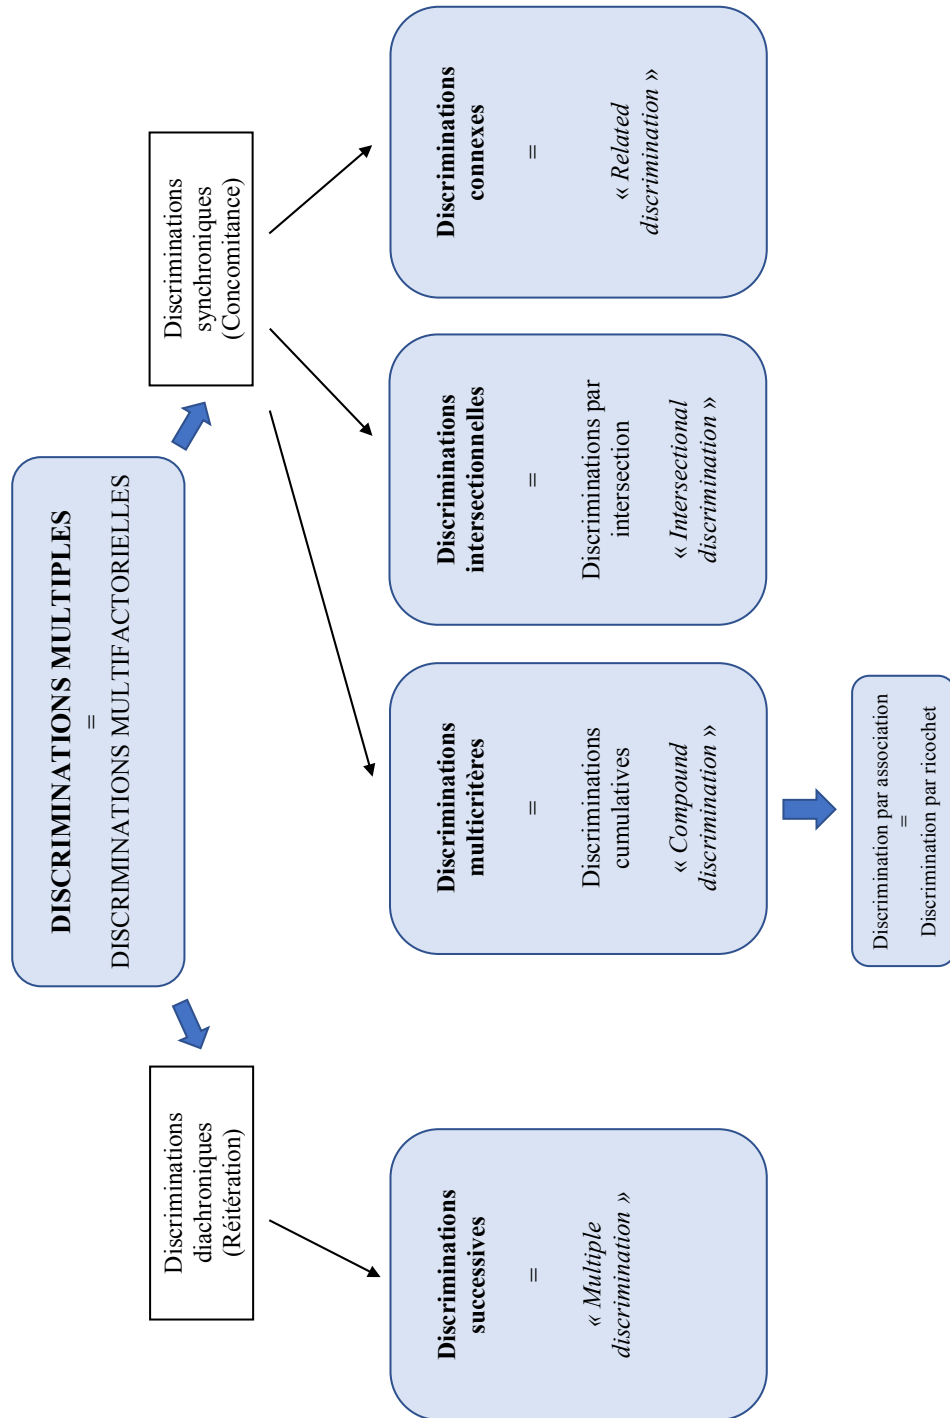 DISCRIMINATIONS MULTIPLES
=
DISCRIMINATIONS MULTIFACTORIELLES
Discriminations
diachroniques
(Réitération)
Discriminations
synchroniques
(Concomitance)
Discriminations
successives
=
« Multiple
discrimination »
Discriminations
multicritères
=
Discriminations
cumulatives
« Compound
discrimination »
Discriminations
intersectionnelles
=
Discriminations par
intersection
« Intersectional
discrimination »
Discriminations
connexes
=
« Related
discrimination »
Discrimination par association
=
Discrimination par ricochet